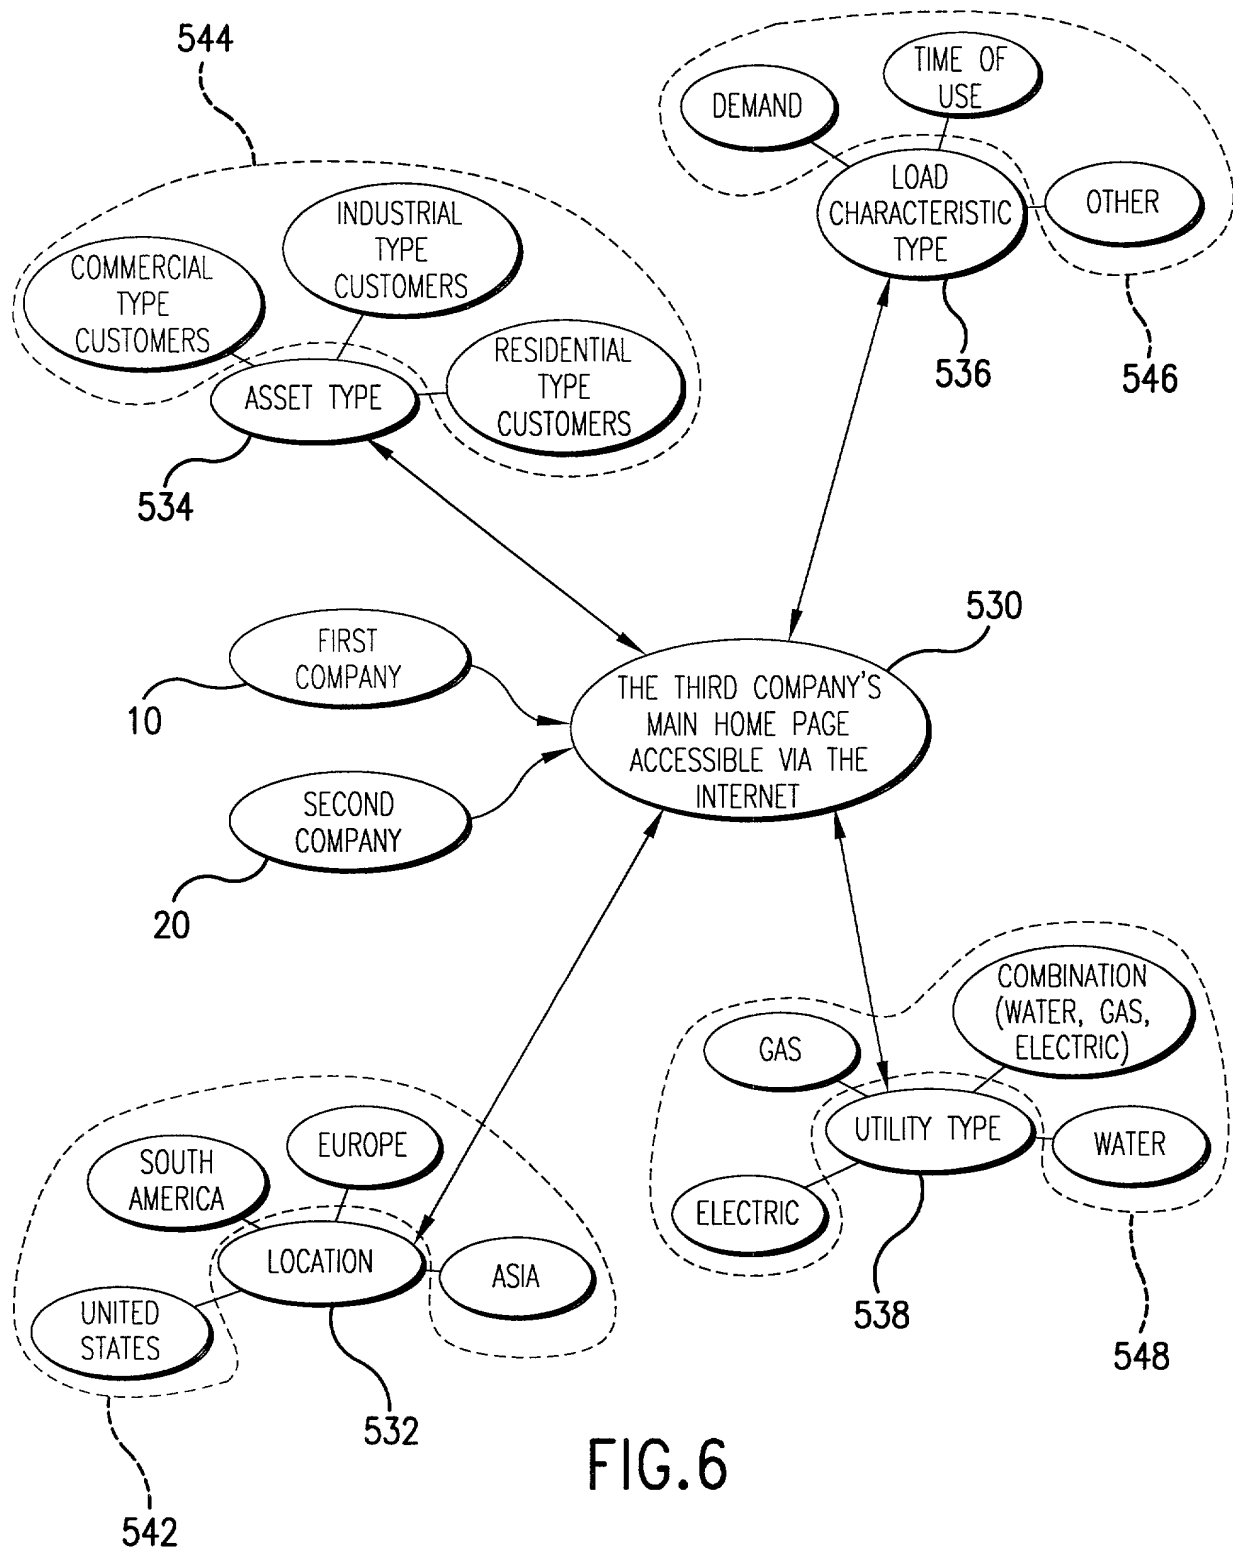 544
TIME OF
USE
DEMAND
LOAD
CHARACTERISTIC
TYPE
OTHER
536
546
INDUSTRIAL
TYPE
CUSTOMERS
COMMERCIAL
TYPE
CUSTOMERS
RESIDENTIAL
TYPE
CUSTOMERS
ASSET TYPE
534
530
FIRST
COMPANY
10
THE THIRD COMPANY'S
MAIN HOME PAGE
ACCESSIBLE VIA THE
INTERNET
SECOND
COMPANY
20
COMBINATION
(WATER, GAS,
ELECTRIC)
GAS
UTILITY TYPE
WATER
ELECTRIC
538
548
EUROPE
SOUTH
AMERICA
LOCATION
ASIA
UNITED
STATES
532
542
FIG.6